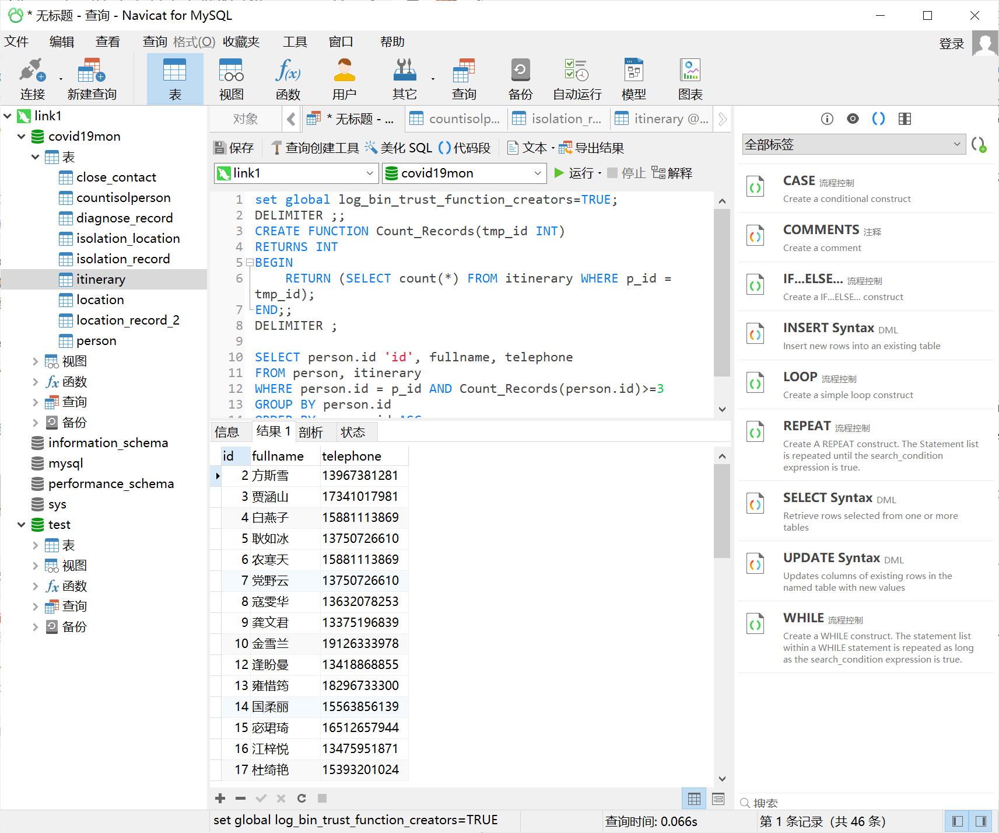 * 无标题 - 查询 - Navicat for MySQL
文件 编辑 查看 查询 格式(O) 收藏夹 工具 窗口 帮助 登录
连接 新建查询 表 视图 函数 用户 其它 查询 备份 自动运行 模型 图表
link1
covid19mon
表
close_contact
countisolperson
diagnose_record
isolation_location
isolation_record
itinerary
location
location_record_2
person
视图
函数
查询
备份
information_schema
mysql
performance_schema
sys
test
表
视图
函数
查询
备份
对象 * 无标题 - ... countisolp... isolation_r... itinerary @...
保存 查询创建工具 美化 SQL 代码段 文本 导出结果
link1 covid19mon 运行 停止 解释
1 set global log_bin_trust_function_creators=TRUE;
2 DELIMITER ;;
3 CREATE FUNCTION Count_Records(tmp_id INT)
4 RETURNS INT
5 BEGIN
6 RETURN (SELECT count(*) FROM itinerary WHERE p_id =
tmp_id);
7 END;;
8 DELIMITER ;
9
10 SELECT person.id 'id', fullname, telephone
11 FROM person, itinerary
12 WHERE person.id = p_id AND Count_Records(person.id)>=3
13 GROUP BY person.id
信息 结果 1 剖析 状态
id fullname telephone
2 方斯雪 13967381281
3 贾涵山 17341017981
4 白燕子 15881113869
5 耿如冰 13750726610
6 农寒天 15881113869
7 党野云 13750726610
8 寇雯华 13632078253
9 龚文君 13375196839
10 金雪兰 19126333978
12 逄盼曼 13418868855
13 雍惜筠 18296733300
14 国柔丽 15563856139
15 宓珺琦 16512657944
16 江梓悦 13475951871
17 杜绮艳 15393201024
全部标签
CASE 流程控制
Create a conditional construct
COMMENTS 注释
Create a comment
IF...ELSE... 流程控制
Create a IF...ELSE... construct
INSERT Syntax DML
Insert new rows into an existing table
LOOP 流程控制
Create a simple loop construct
REPEAT 流程控制
Create A REPEAT construct. The Statement list
is repeated until the search_condition
expression is true.
SELECT Syntax DML
Retrieve rows selected from one or more
tables
UPDATE Syntax DML
Updates columns of existing rows in the
named table with new values
WHILE 流程控制
Create a WHILE construct. The statement list
within a WHILE statement is repeated as long
as the search_condition expression is true.
搜索
set global log_bin_trust_function_creators=TRUE 查询时间: 0.066s 第 1 条记录（共 46 条）